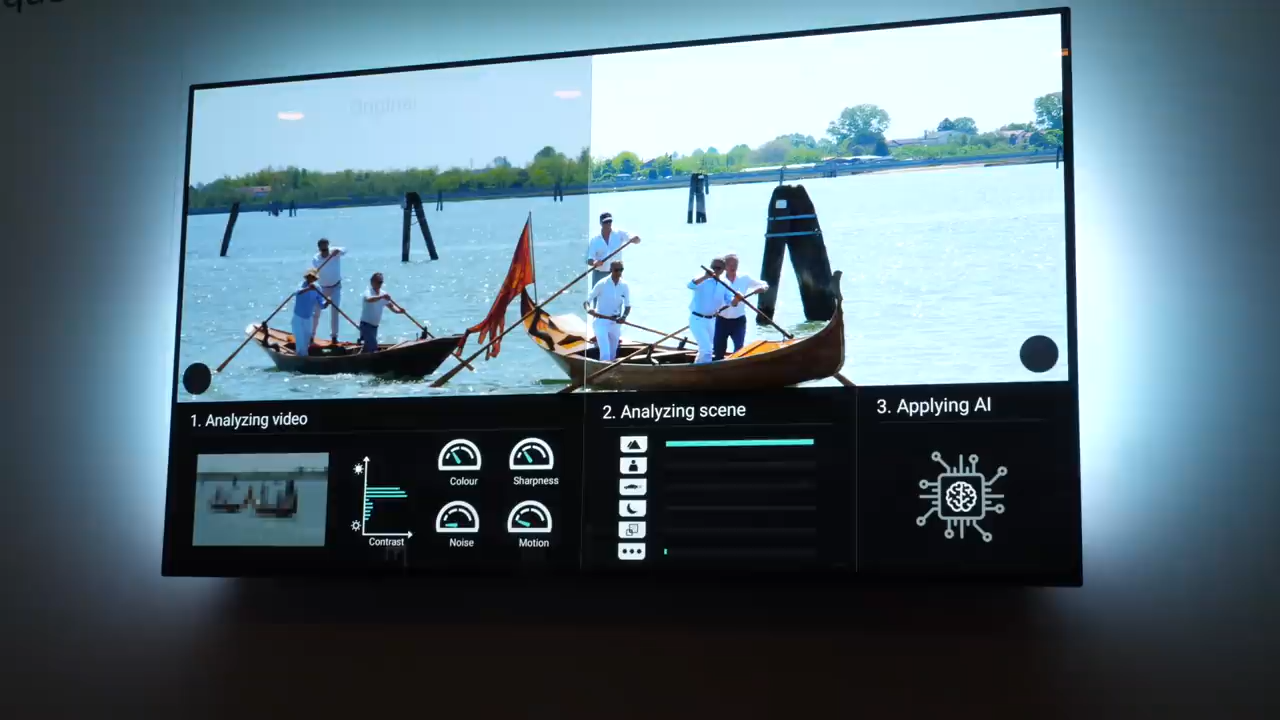 Original
1. Analyzing video
2. Analyzing scene
3. Applying AI
Colour
Sharpness
Contrast
Noise
Motion